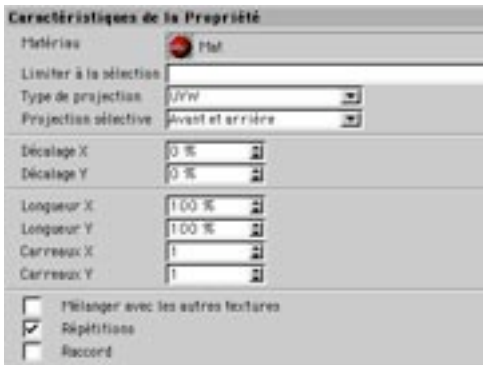 Caractéristiques de la Propriété
Matériau Mat
Limiter à la sélection
Type de projection UVW
Projection sélective Avant et arrière
Décalage X 0 %
Décalage Y 0 %
Longueur X 100 %
Longueur Y 100 %
Carreaux X 1
Carreaux Y 1
Mélanger avec les autres textures
Répétitions
Raccord